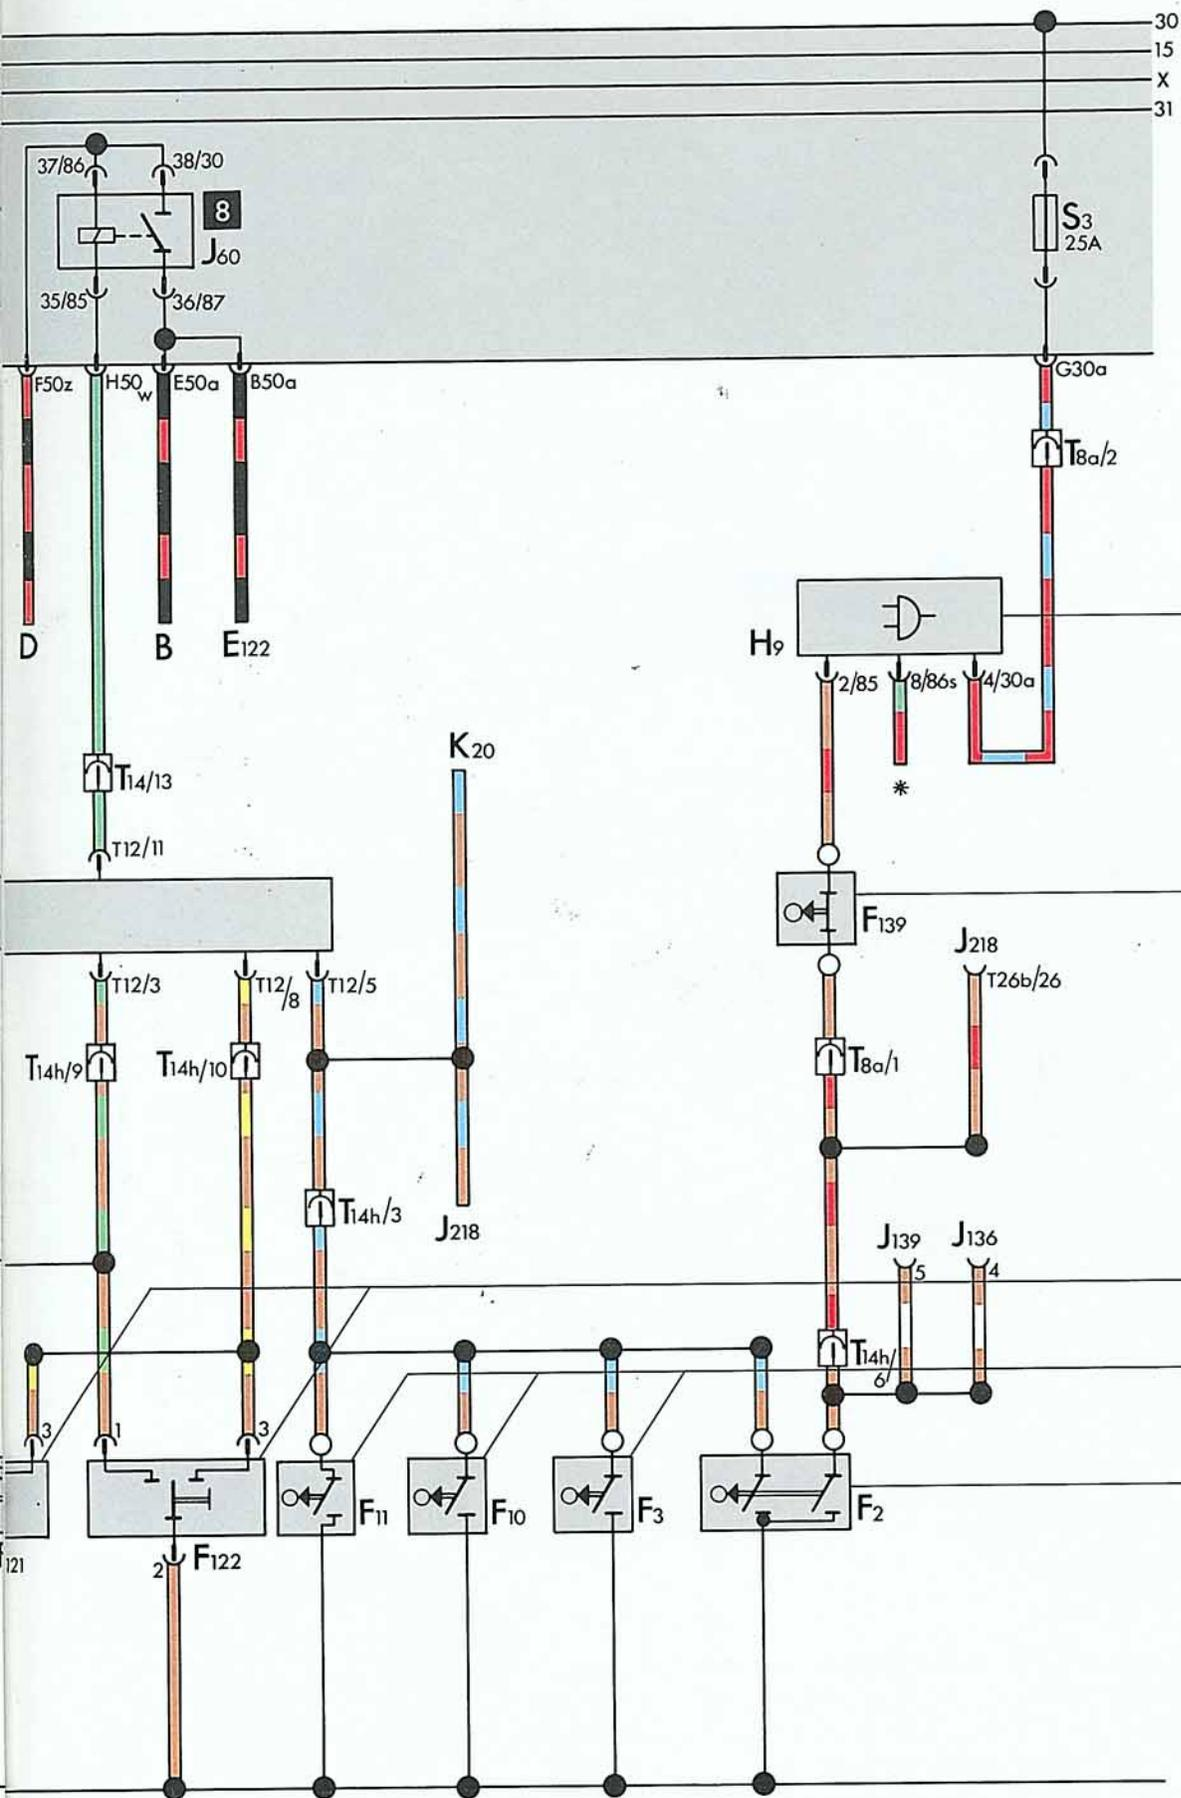 30
15
X
31
37/86
38/30
8
J60
S3
25A
35/85
36/87
F50z
H50
w
E50a
B50a
G30a
T8a/2
D
B
E122
H9
2/85
8/86s
4/30a
*
K20
T14/13
T12/11
F139
J218
T26b/26
T12/3
T12/
/8
T12/5
T14h/9
T14h/10
T8a/1
T14h/3
J218
J139
J136
5
4
T14h/
6/
3
1
3
F11
F10
F3
F2
121
2
F122